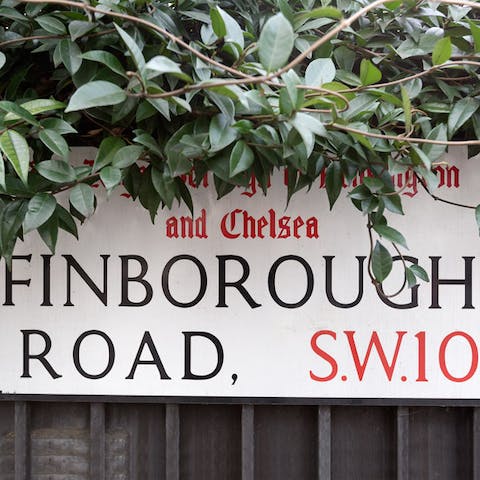 and Chelsea
FINBOROUGH
ROAD, S.W.10